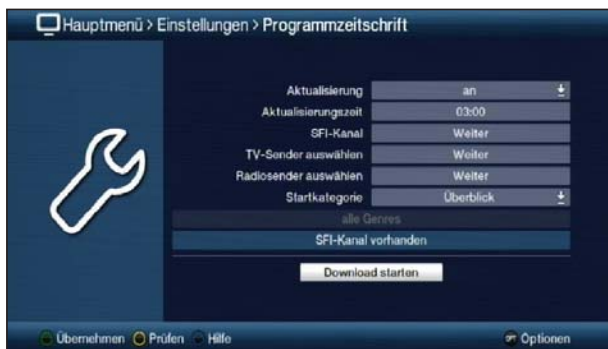 Hauptmenü > Einstellungen > Programmzeitschrift
Aktualisierung an
Aktualisierungszeit 03:00
SFI-Kanal Weiter
TV-Sender auswählen Weiter
Radiosender auswählen Weiter
Startkategorie Überblick
alle Genres
SFI-Kanal vorhanden
Download starten
Übernehmen Prüfen Hilfe Optionen